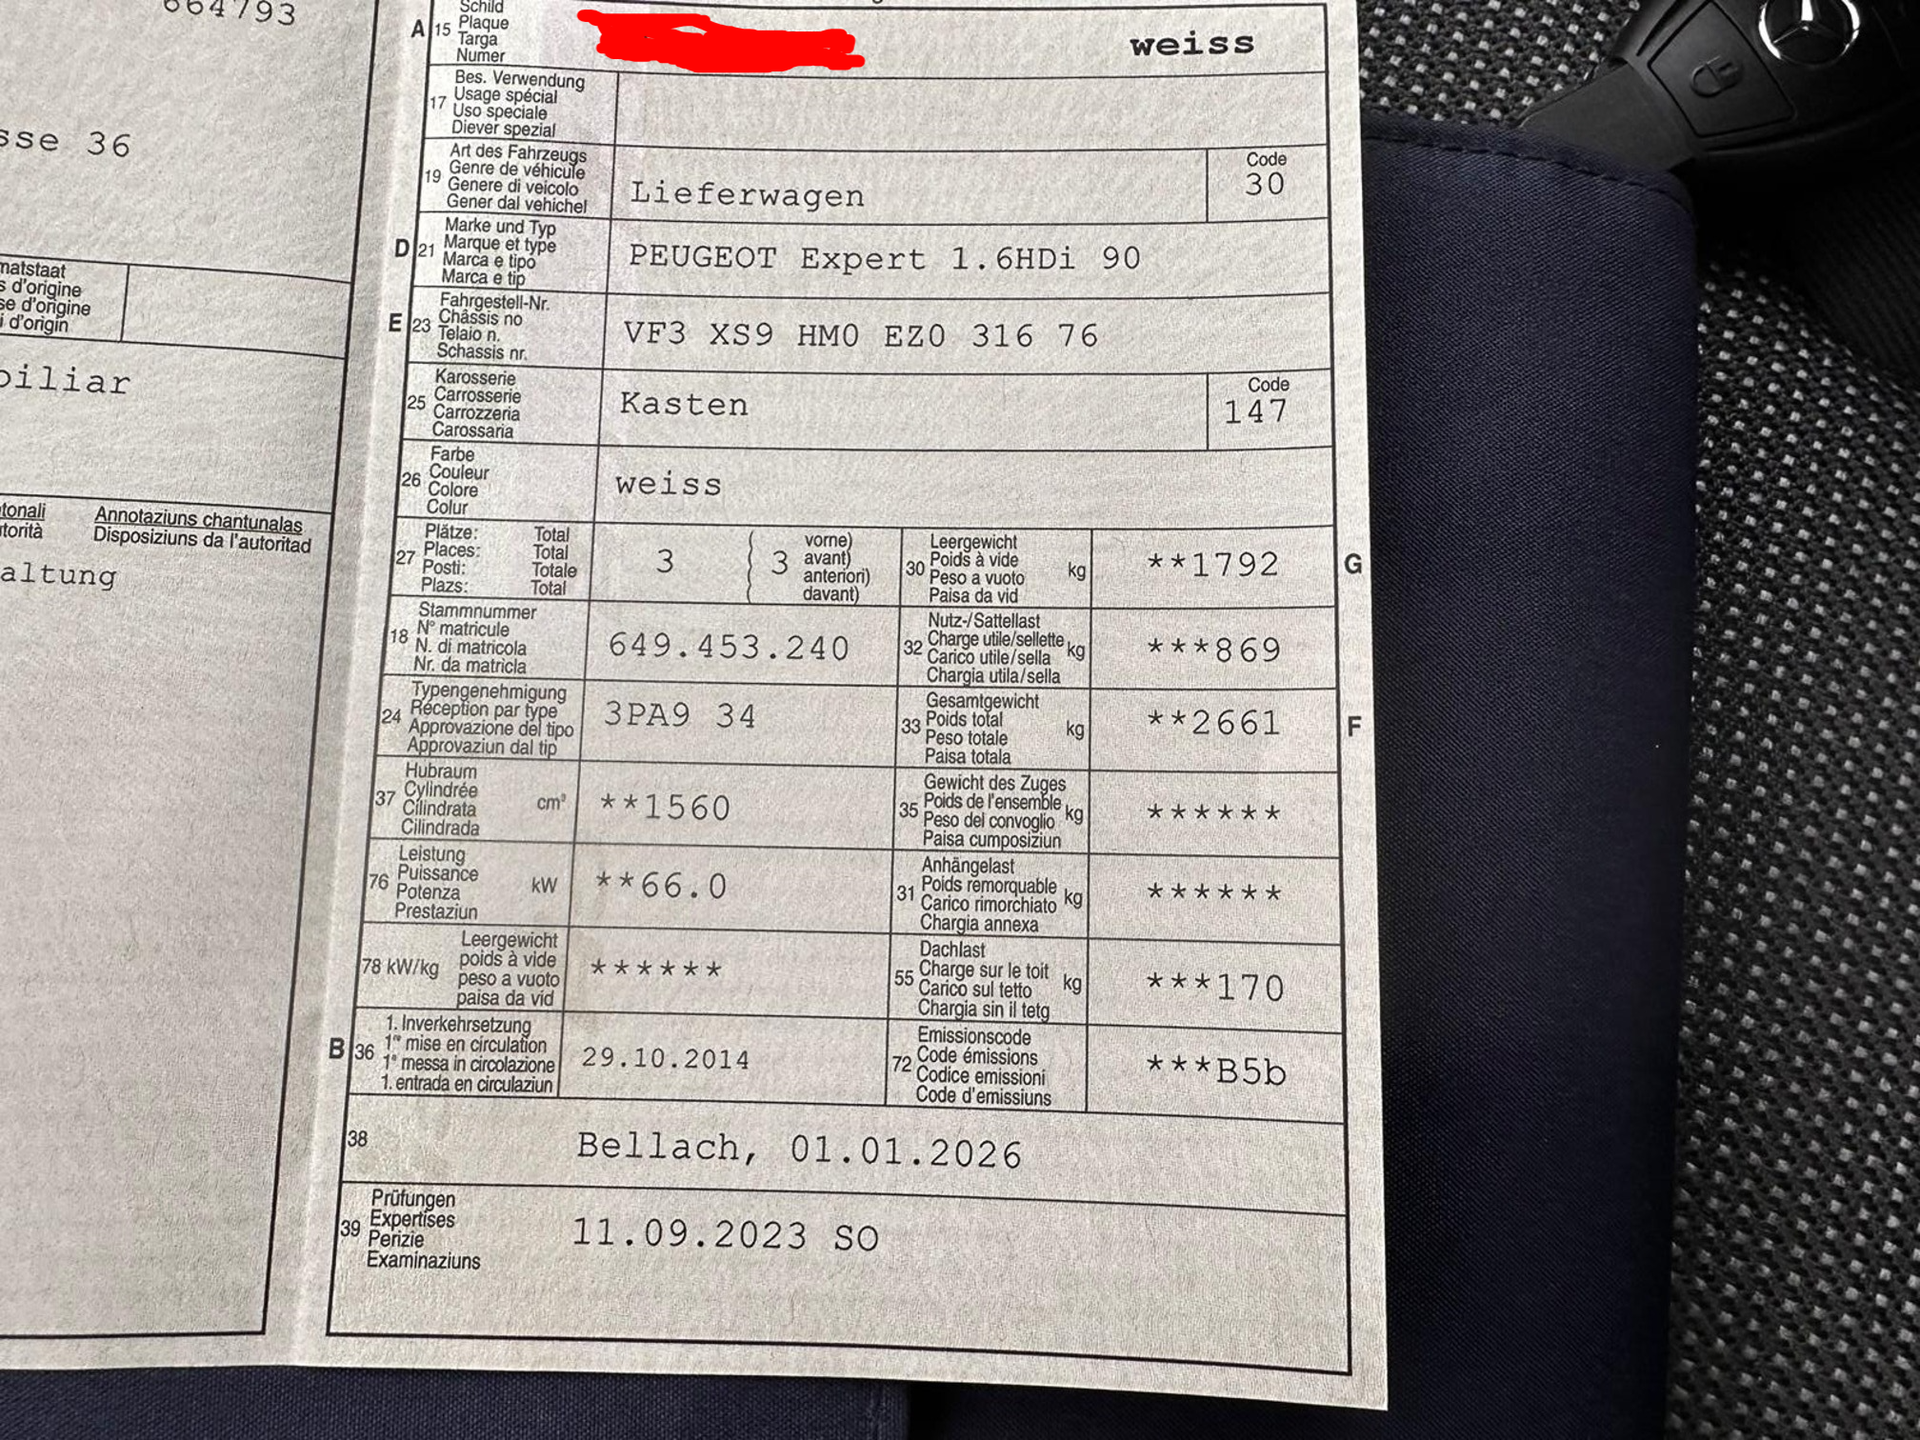 664793
sse 36
matstaat
s d'origine
se d'origine
i d'origin
biliar
tonali Annotaziuns chantunalas
torità Disposiziuns da l'autoritad
altung
A 15 Schild
Plaque
Targa
Numer
weiss
17 Bes. Verwendung
Usage spécial
Uso speciale
Diever spezial
19 Art des Fahrzeugs
Genre de véhicule
Genere di veicolo
Gener dal vehichel
Lieferwagen
Code
30
D 21 Marke und Typ
Marque et type
Marca e tipo
Marca e tip
PEUGEOT Expert 1.6HDi 90
E 23 Fahrgestell-Nr.
Châssis no
Telaio n.
Schassis nr.
VF3 XS9 HM0 EZ0 316 76
25 Karosserie
Carrosserie
Carrozzeria
Carossaria
Kasten
Code
147
26 Farbe
Couleur
Colore
Colur
weiss
27 Plätze: Total
Places: Total
Posti: Totale
Plazs: Total
3 ( 3 vorne)
avant)
anteriori)
davant)
30 Leergewicht
Poids à vide
Peso a vuoto kg
Paisa da vid
**1792 G
18 Stammnummer
N° matricule
N. di matricola
Nr. da matricla
649.453.240
32 Nutz-/Sattellast
Charge utile/sellette kg
Carico utile/sella
Chargia utila/sella
***869
24 Typengenehmigung
Réception par type
Approvazione del tipo
Approvaziun dal tip
3PA9 34
33 Gesamtgewicht
Poids total kg
Peso totale
Paisa totala
**2661 F
37 Hubraum
Cylindrée cm³
Cilindrata
Cilindrada
**1560
35 Gewicht des Zuges
Poids de l'ensemble kg
Peso del convoglio
Paisa cumposiziun
******
76 Leistung
Puissance kW
Potenza
Prestaziun
**66.0
31 Anhängelast
Poids remorquable kg
Carico rimorchiato
Chargia annexa
******
78 kW/kg Leergewicht
poids à vide
peso a vuoto
paisa da vid
******
55 Dachlast
Charge sur le toit kg
Carico sul tetto
Chargia sin il tetg
***170
B 36 1. Inverkehrsetzung
1re mise en circulation
1a messa in circolazione
1. entrada en circulaziun
29.10.2014
72 Emissionscode
Code émissions
Codice emissioni
Code d'emissiuns
***B5b
38 Bellach, 01.01.2026
39 Prüfungen
Expertises
Perizie
Examinaziuns
11.09.2023 SO